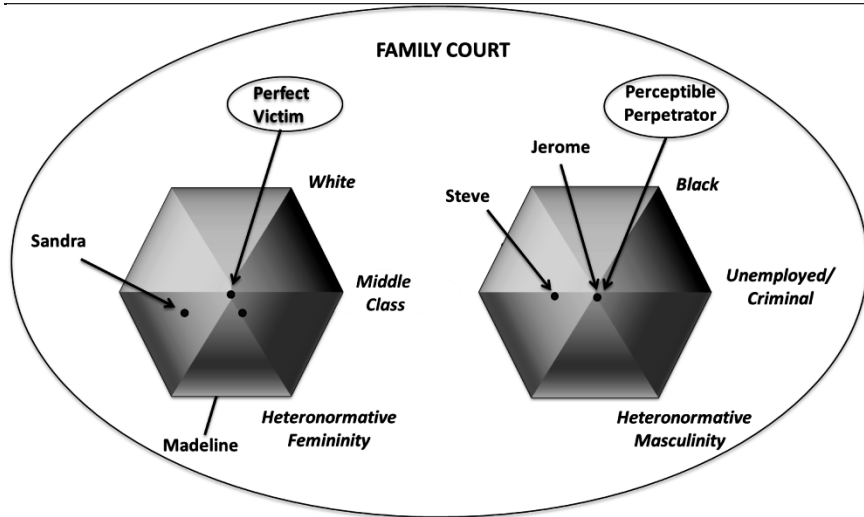 FAMILY COURT
Perfect
Victim
White
Sandra
Middle
Class
Heteronormative
Femininity
Madeline
Perceptible
Perpetrator
Jerome
Steve
Black
Unemployed/
Criminal
Heteronormative
Masculinity